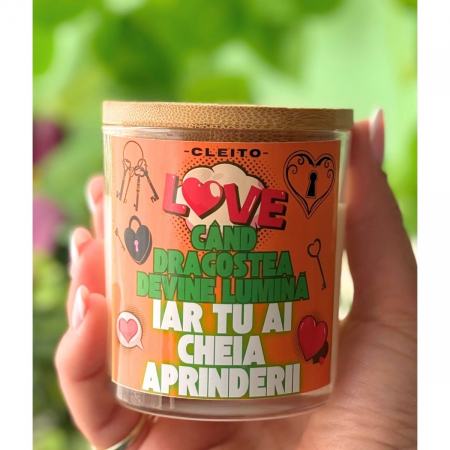 -CLEITO-
LOVE
CÂND
DRAGOSTEA
DEVINE LUMINĂ
IAR TU AI
CHEIA
APRINDERII